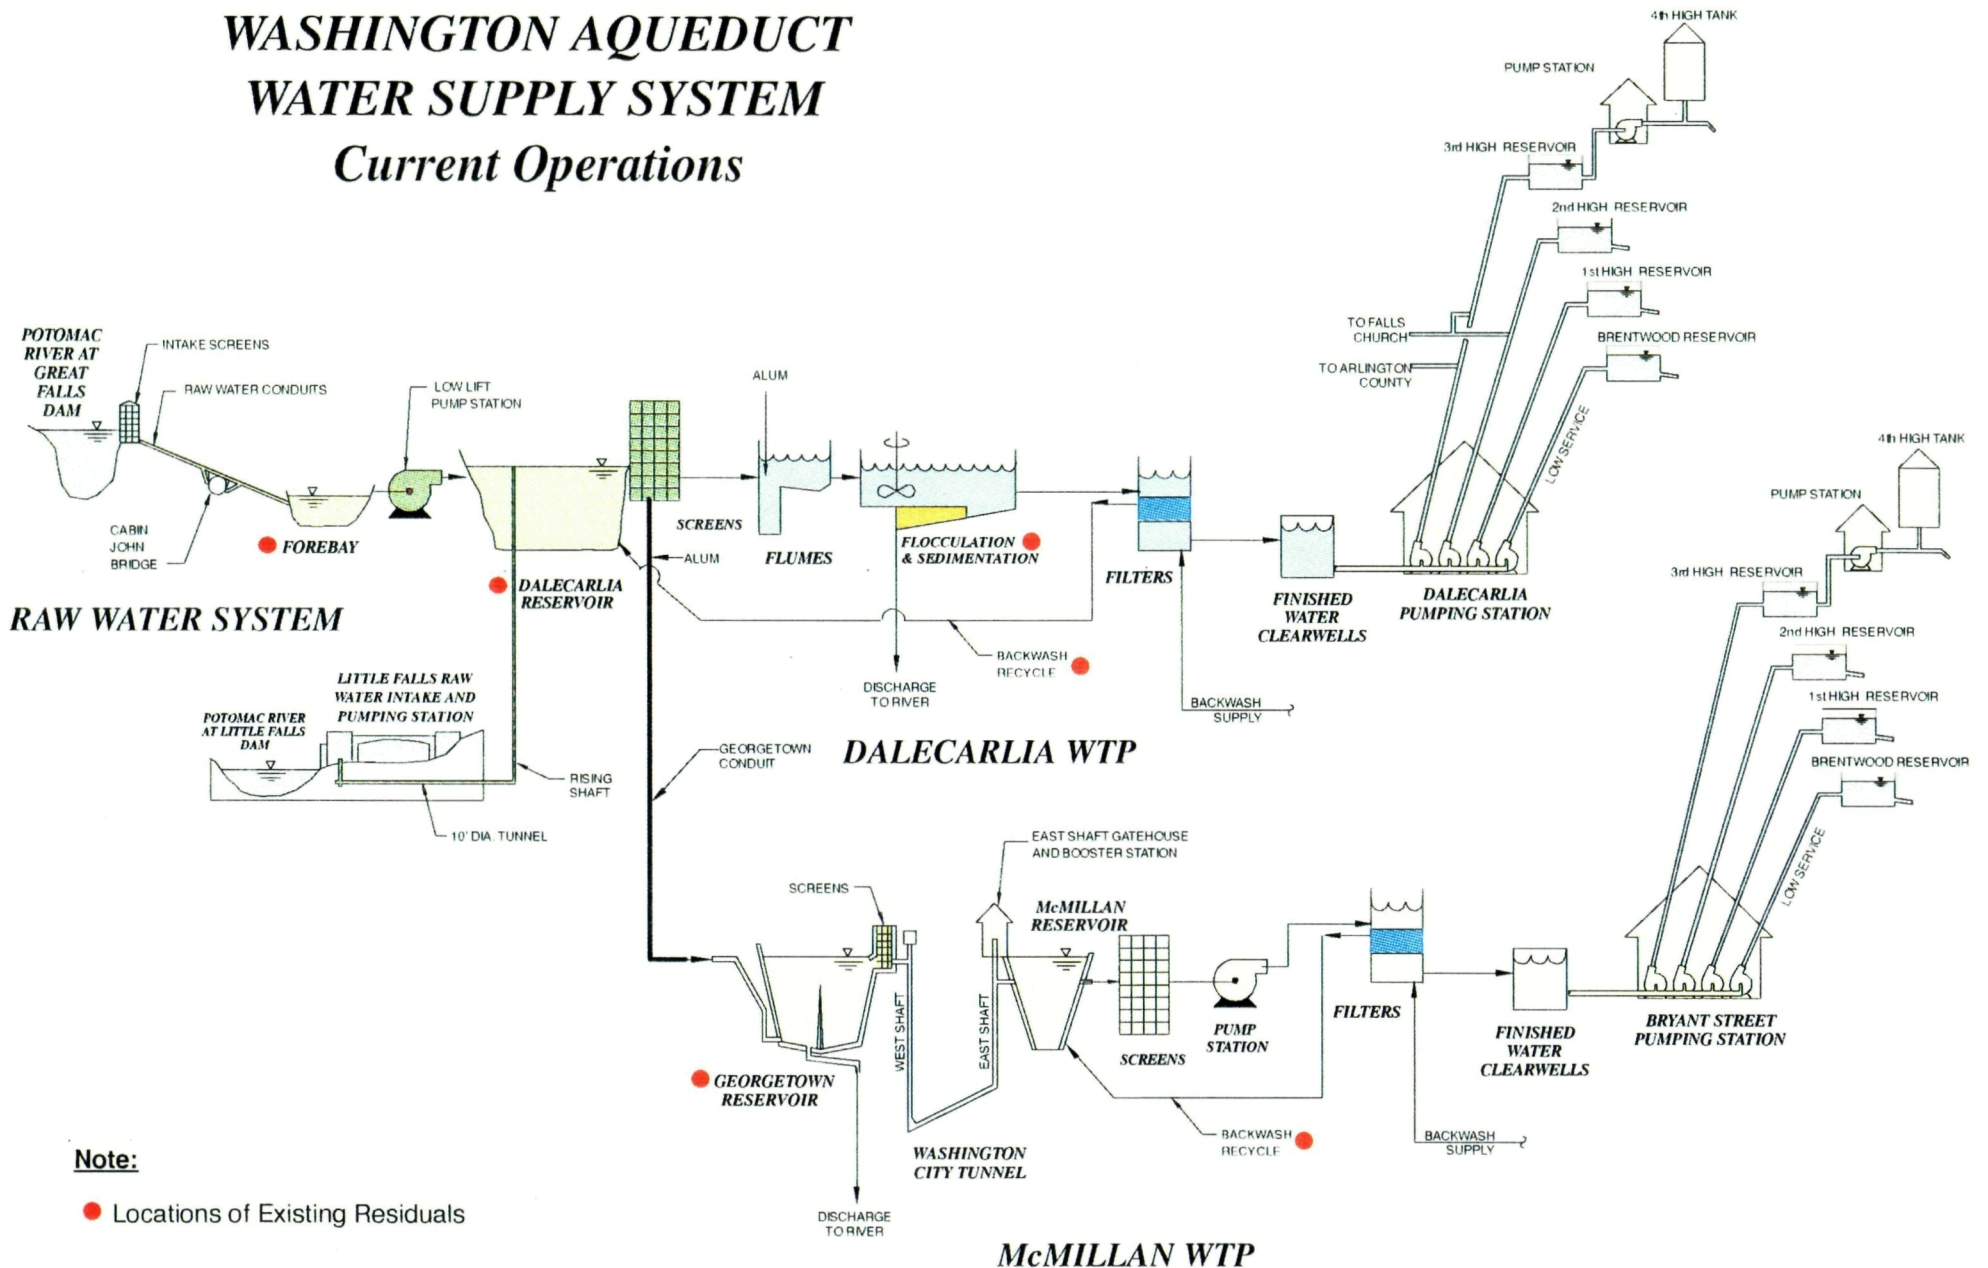 WASHINGTON AQUEDUCT
WATER SUPPLY SYSTEM
Current Operations
4th HIGH TANK
PUMP STATION
3rd HIGH RESERVOIR
2nd HIGH RESERVOIR
1st HIGH RESERVOIR
BRENTWOOD RESERVOIR
TO FALLS
CHURCH
TO ARLINGTON
COUNTY
LOW SERVICE
POTOMAC
RIVER AT
GREAT
FALLS
DAM
INTAKE SCREENS
RAW WATER CONDUITS
LOW LIFT
PUMP STATION
CABIN
JOHN
BRIDGE
FOREBAY
DALECARLIA
RESERVOIR
SCREENS
ALUM
ALUM
FLUMES
FLOCCULATION
& SEDIMENTATION
FILTERS
FINISHED
WATER
CLEARWELLS
DALECARLIA
PUMPING STATION
RAW WATER SYSTEM
BACKWASH
RECYCLE
DISCHARGE
TO RIVER
BACKWASH
SUPPLY
DALECARLIA WTP
LITTLE FALLS RAW
WATER INTAKE AND
PUMPING STATION
POTOMAC RIVER
AT LITTLE FALLS
DAM
RISING
SHAFT
10' DIA. TUNNEL
GEORGETOWN
CONDUIT
4th HIGH TANK
PUMP STATION
3rd HIGH RESERVOIR
2nd HIGH RESERVOIR
1st HIGH RESERVOIR
BRENTWOOD RESERVOIR
LOW SERVICE
EAST SHAFT GATEHOUSE
AND BOOSTER STATION
SCREENS
McMILLAN
RESERVOIR
WEST SHAFT
EAST SHAFT
SCREENS
PUMP
STATION
FILTERS
FINISHED
WATER
CLEARWELLS
BRYANT STREET
PUMPING STATION
GEORGETOWN
RESERVOIR
WASHINGTON
CITY TUNNEL
BACKWASH
RECYCLE
BACKWASH
SUPPLY
DISCHARGE
TO RIVER
McMILLAN WTP
Note:
Locations of Existing Residuals